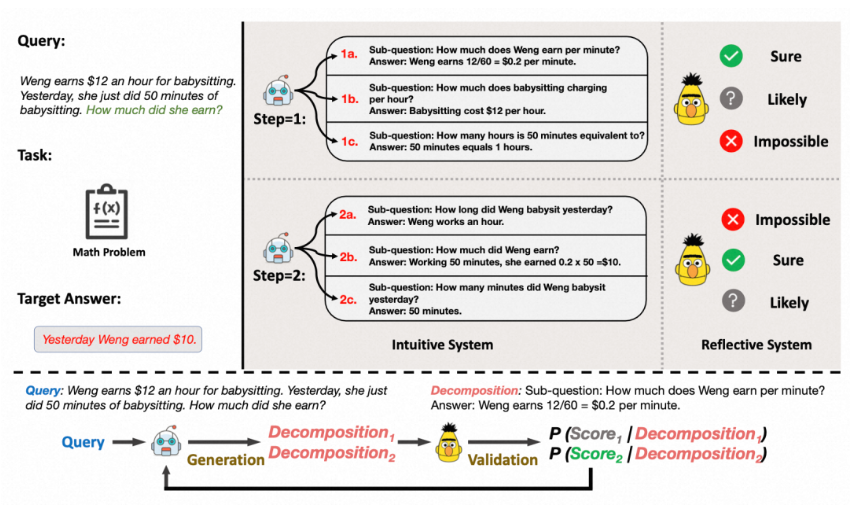 Query:
Weng earns $12 an hour for babysitting.
Yesterday, she just did 50 minutes of
babysitting. How much did she earn?
Task:
f(x)
Math Problem
Target Answer:
Yesterday Weng earned $10.
Step=1:
1a.
Sub-question: How much does Weng earn per minute?
Answer: Weng earns 12/60 = $0.2 per minute.
1b.
Sub-question: How much does babysitting charging
per hour?
Answer: Babysitting cost $12 per hour.
1c.
Sub-question: How many hours is 50 minutes equivalent to?
Answer: 50 minutes equals 1 hours.
Sure
?
Likely
Impossible
Step=2:
2a.
Sub-question: How long did Weng babysit yesterday?
Answer: Weng works an hour.
2b.
Sub-question: How much did Weng earn?
Answer: Working 50 minutes, she earned 0.2 x 50 =$10.
2c.
Sub-question: How many minutes did Weng babysit
yesterday?
Answer: 50 minutes.
Impossible
Sure
?
Likely
Intuitive System
Reflective System
Query: Weng earns $12 an hour for babysitting. Yesterday, she just
did 50 minutes of babysitting. How much did she earn?
Decomposition: Sub-question: How much does Weng earn per minute?
Answer: Weng earns 12/60 = $0.2 per minute.
Query
Generation
Decomposition₁
Decomposition₂
Validation
P (Score₁ | Decomposition₁)
P (Score₂ | Decomposition₂)